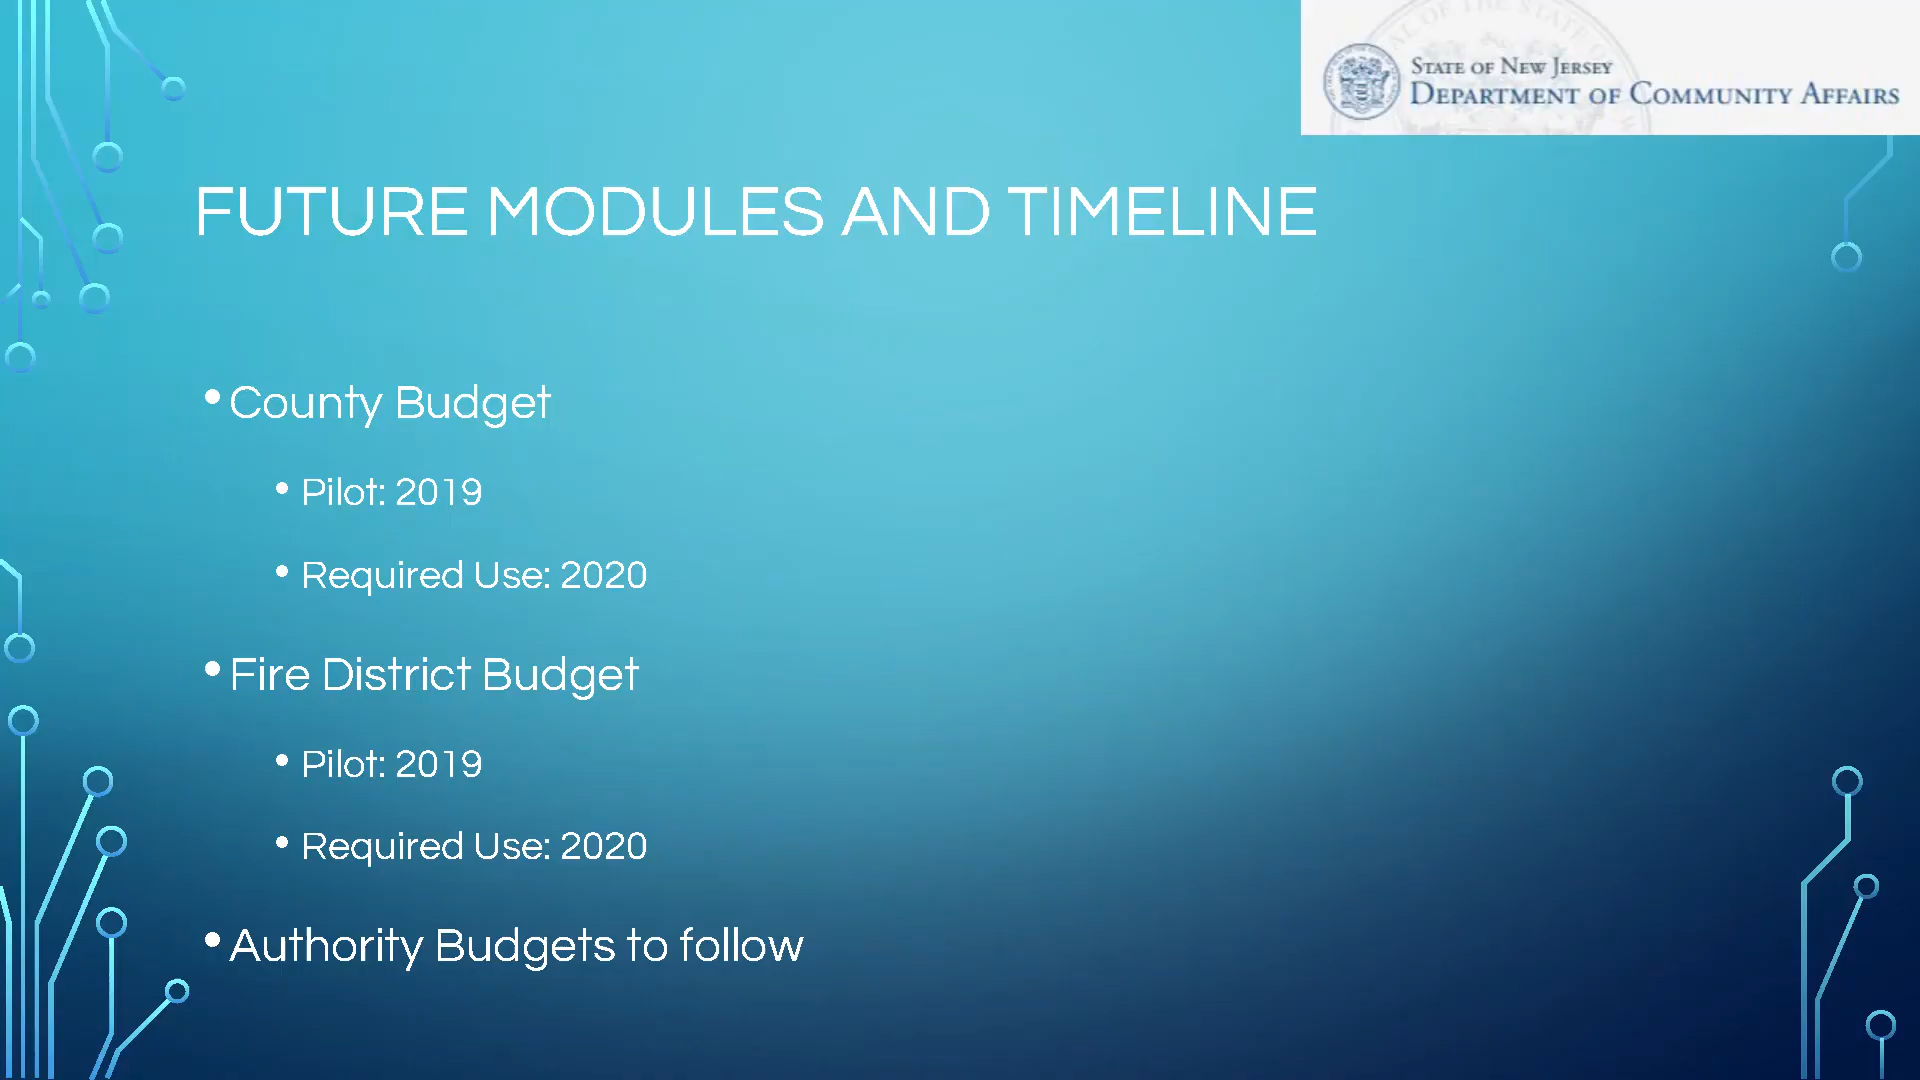 STATE OF NEW JERSEY
DEPARTMENT OF COMMUNITY AFFAIRS
FUTURE MODULES AND TIMELINE
•County Budget
• Pilot: 2019
• Required Use: 2020
•Fire District Budget
• Pilot: 2019
• Required Use: 2020
•Authority Budgets to follow